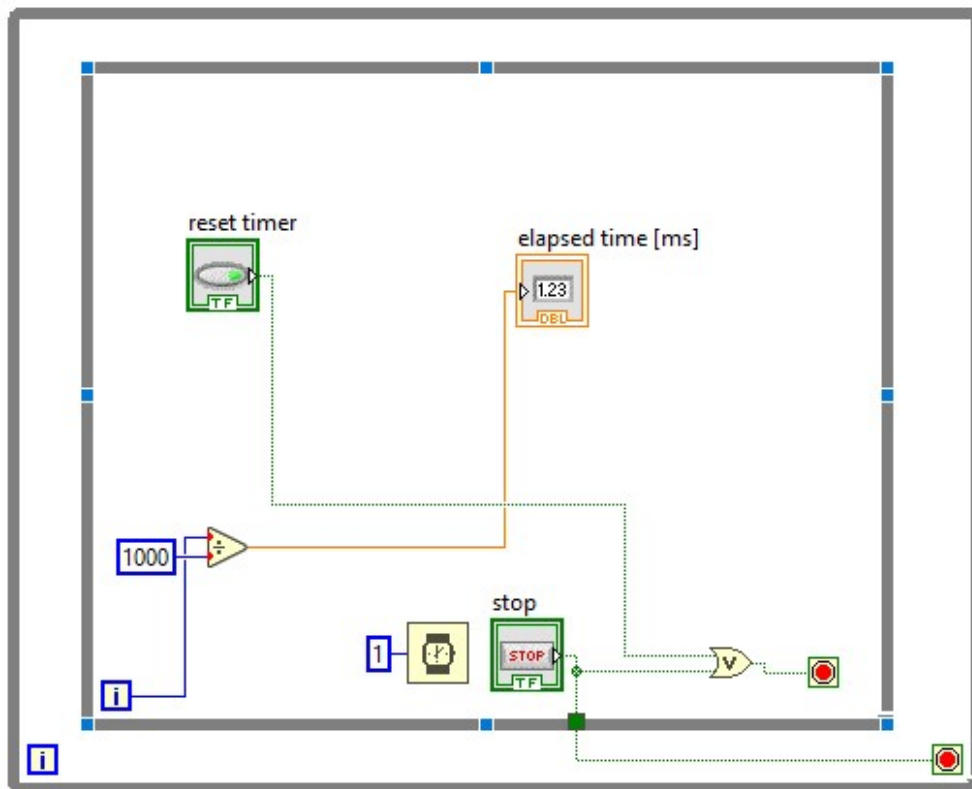 reset timer
TF
elapsed time [ms]
1.23
DBL
1000
stop
1
STOP
TF
V
i
i